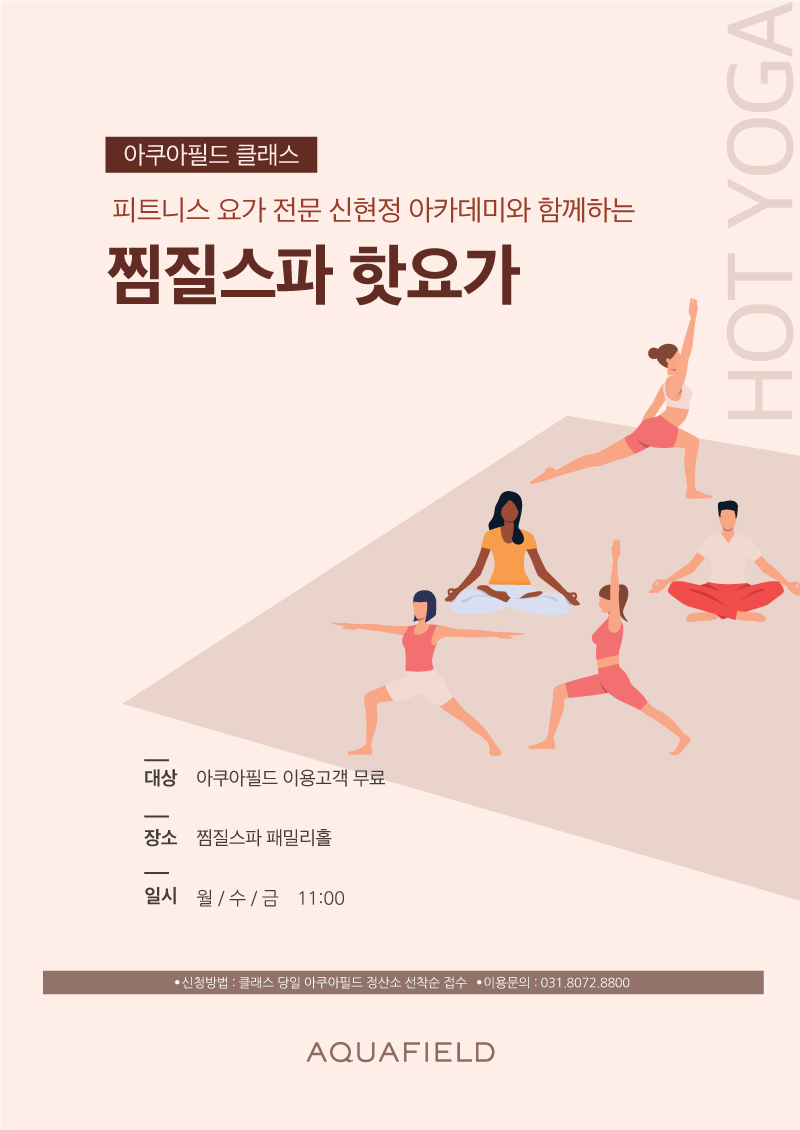 HOT YOGA
아쿠아필드 클래스
피트니스 요가 전문 신현정 아카데미와 함께하는
찜질스파 핫요가
대상 아쿠아필드 이용고객 무료
장소 찜질스파 패밀리홀
일시 월 / 수 / 금 11:00
•신청방법 : 클래스 당일 아쿠아필드 정산소 선착순 접수 •이용문의 : 031.8072.8800
AQUAFIELD